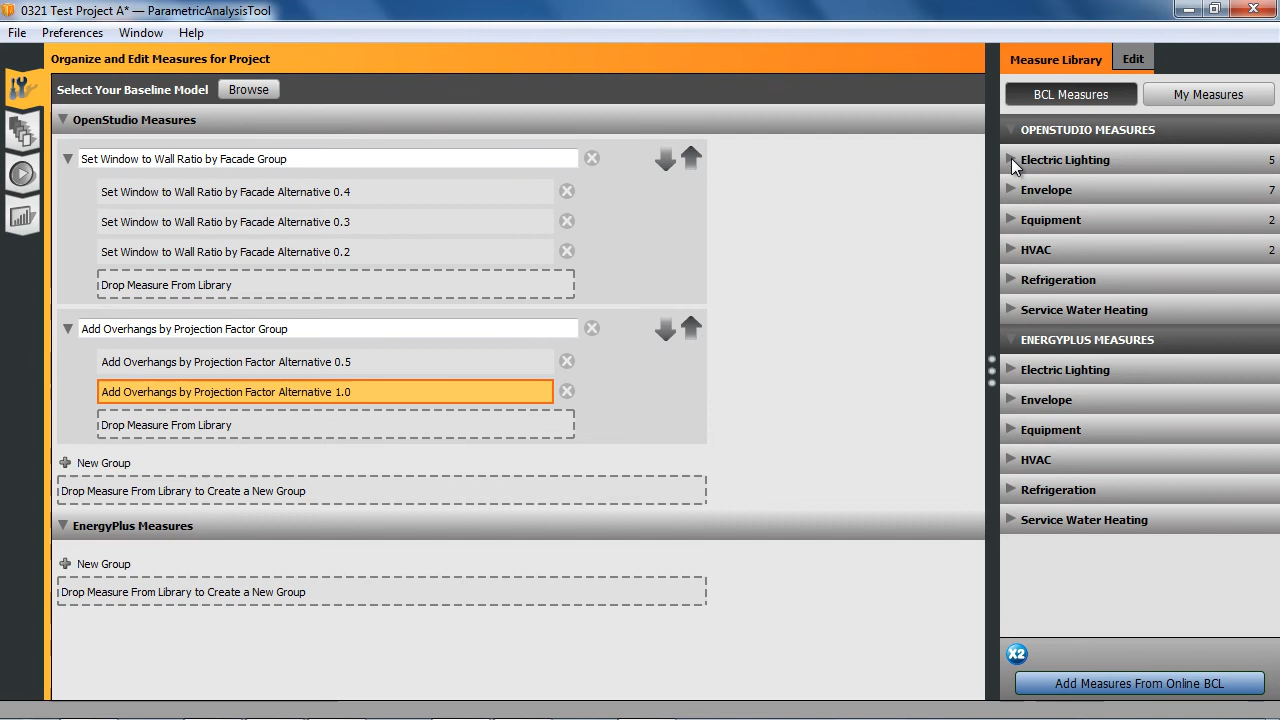 0321 Test Project A* — ParametricAnalysisTool
File Preferences Window Help
Organize and Edit Measures for Project
Select Your Baseline Model Browse
OpenStudio Measures
Set Window to Wall Ratio by Facade Group
Set Window to Wall Ratio by Facade Alternative 0.4
Set Window to Wall Ratio by Facade Alternative 0.3
Set Window to Wall Ratio by Facade Alternative 0.2
Drop Measure From Library
Add Overhangs by Projection Factor Group
Add Overhangs by Projection Factor Alternative 0.5
Add Overhangs by Projection Factor Alternative 1.0
Drop Measure From Library
New Group
Drop Measure From Library to Create a New Group
EnergyPlus Measures
New Group
Drop Measure From Library to Create a New Group
Measure Library Edit
BCL Measures My Measures
OPENSTUDIO MEASURES
Electric Lighting 5
Envelope 7
Equipment 2
HVAC 2
Refrigeration
Service Water Heating
ENERGYPLUS MEASURES
Electric Lighting
Envelope
Equipment
HVAC
Refrigeration
Service Water Heating
X2
Add Measures From Online BCL